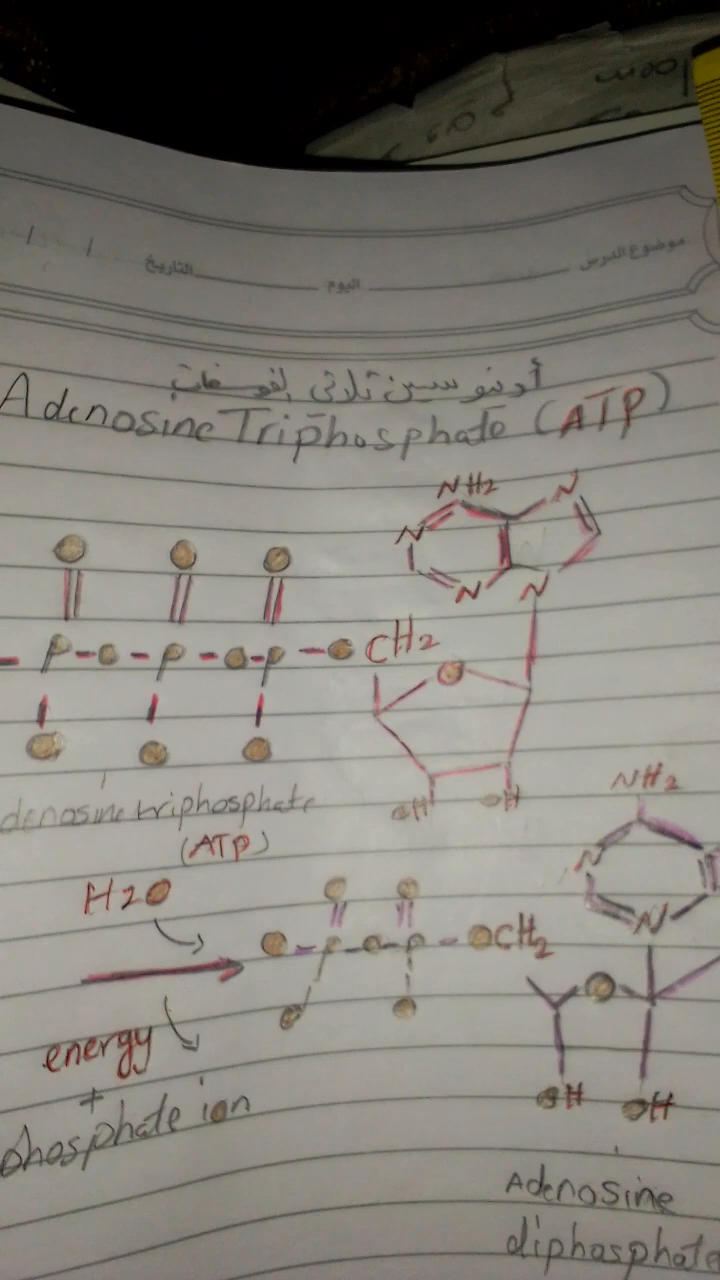 موضوع الدرس اليوم التاريخ / /
أدينوسين ثلاثي الفوسفات
Adenosine Triphosphate (ATP)
NH2
N
N
N
N
P-O-P-O-P-O CH2
O
OH
OH
denosine triphosphate
(ATP)
NH2
N
N
H2O
O-P-O-P-OCH2
O
energy
+
phosphate ion
OH
OH
Adenosine
diphosphate